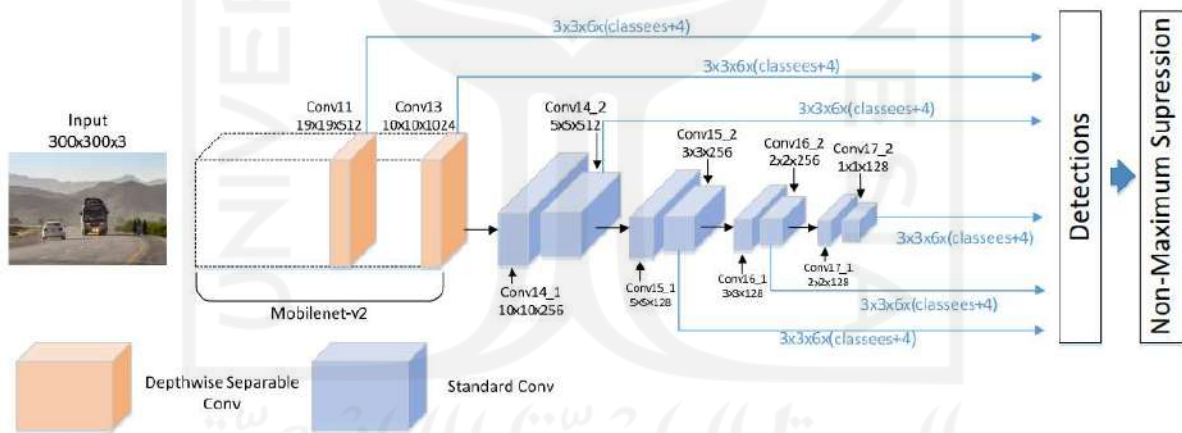 3x3x6x(classees+4)
3x3x6x(classees+4)
Conv11
19x19x512
Conv13
10x10x1024
Conv14_2
5x5x512
3x3x6x(classees+4)
Input
300x300x3
Conv15_2
3x3x256
Conv16_2
2x2x256
Conv17_2
1x1x128
Detections
Non-Maximum Supression
3x3x6x(classees+4)
Conv14_1
10x10x256
Conv15_1
5x5x128
Conv16_1
3x3x128
Conv17_1
2x2x128
Mobilenet-v2
3x3x6x(classees+4)
3x3x6x(classees+4)
Depthwise Separable
Conv
Standard Conv
UNIVER
NESIA